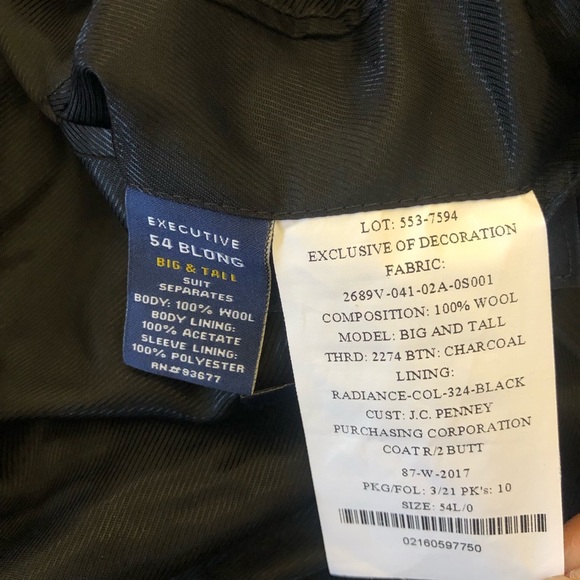 EXECUTIVE
54 BLONG
BIG & TALL
SUIT
SEPARATES
BODY: 100% WOOL
BODY LINING:
100% ACETATE
SLEEVE LINING:
100% POLYESTER
RN#93677
LOT: 553-7594
EXCLUSIVE OF DECORATION
FABRIC:
2689V-041-02A-0S001
COMPOSITION: 100% WOOL
MODEL: BIG AND TALL
THRD: 2274 BTN: CHARCOAL
LINING:
RADIANCE-COL-324-BLACK
CUST: J.C. PENNEY
PURCHASING CORPORATION
COAT R/2 BUTT
87-W-2017
PKG/FOL: 3/21 PK's: 10
SIZE: 54L/0
02160597750